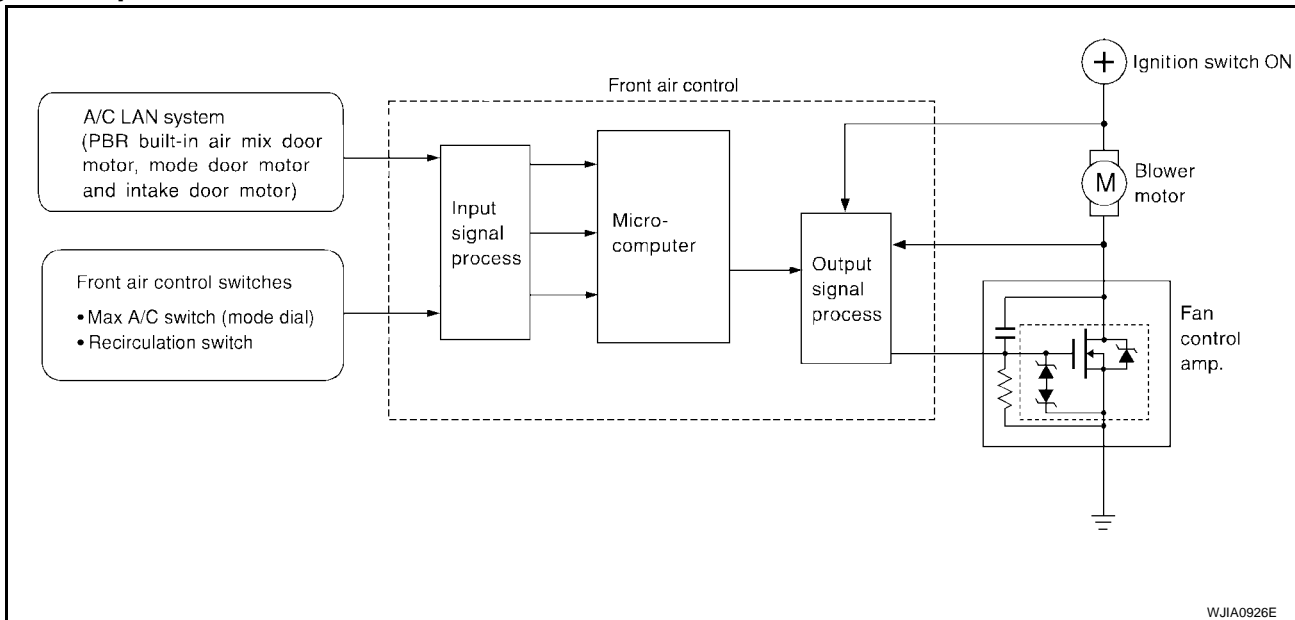 Ignition switch ON
Front air control
A/C LAN system
(PBR built-in air mix door
motor, mode door motor
and intake door motor)
Front air control switches
• Max A/C switch (mode dial)
• Recirculation switch
Input
signal
process
Micro-
computer
Output
signal
process
M
Blower
motor
Fan
control
amp.
WJIA0926E